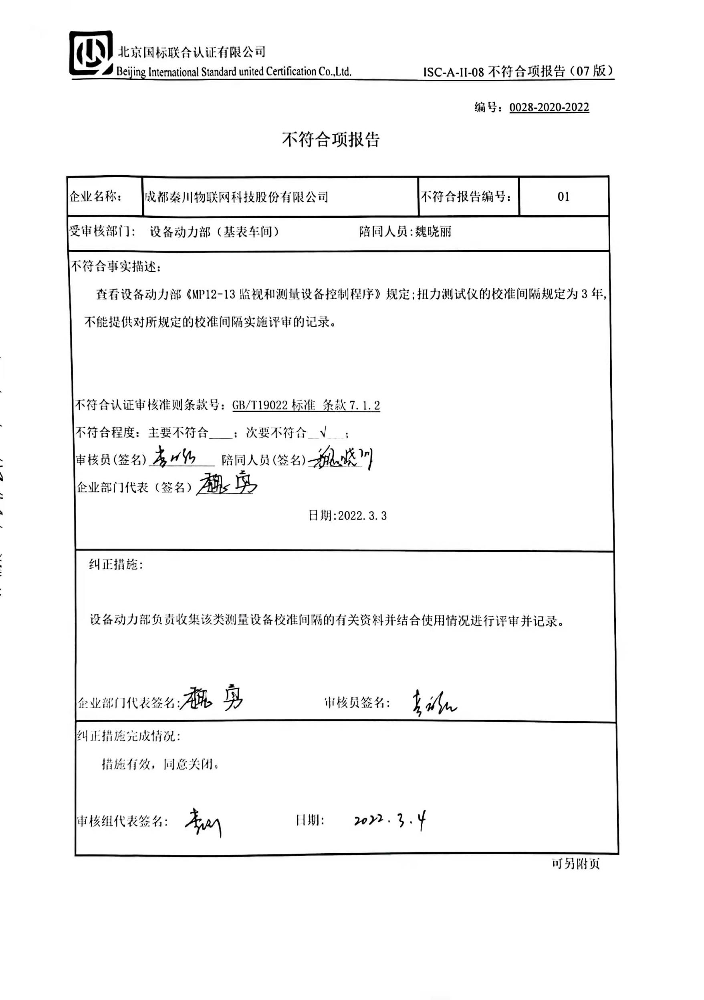 北京国标联合认证有限公司
Beijing International Standard united Certification Co.,Ltd.
ISC-A-II-08 不符合项报告(07 版)
编号: 0028-2020-2022
不符合项报告
企业名称: 成都秦川物联网科技股份有限公司 不符合报告编号: 01
受审核部门: 设备动力部(基表车间) 陪同人员:魏晓丽
不符合事实描述:
查看设备动力部《MP12-13 监视和测量设备控制程序》规定;扭力测试仪的校准间隔规定为 3 年,
不能提供对所规定的校准间隔实施评审的记录。
不符合认证审核准则条款号: GB/T19022 标准 条款 7.1.2
不符合程度: 主要不符合____; 次要不符合__√__;
审核员(签名) 陪同人员(签名) 魏晓丽
企业部门代表(签名) 魏勇
日期:2022.3.3
纠正措施:
设备动力部负责收集该类测量设备校准间隔的有关资料并结合使用情况进行评审并记录。
企业部门代表签名: 魏勇 审核员签名:
纠正措施完成情况:
措施有效，同意关闭。
审核组代表签名: 日期: 2022.3.4
可另附页